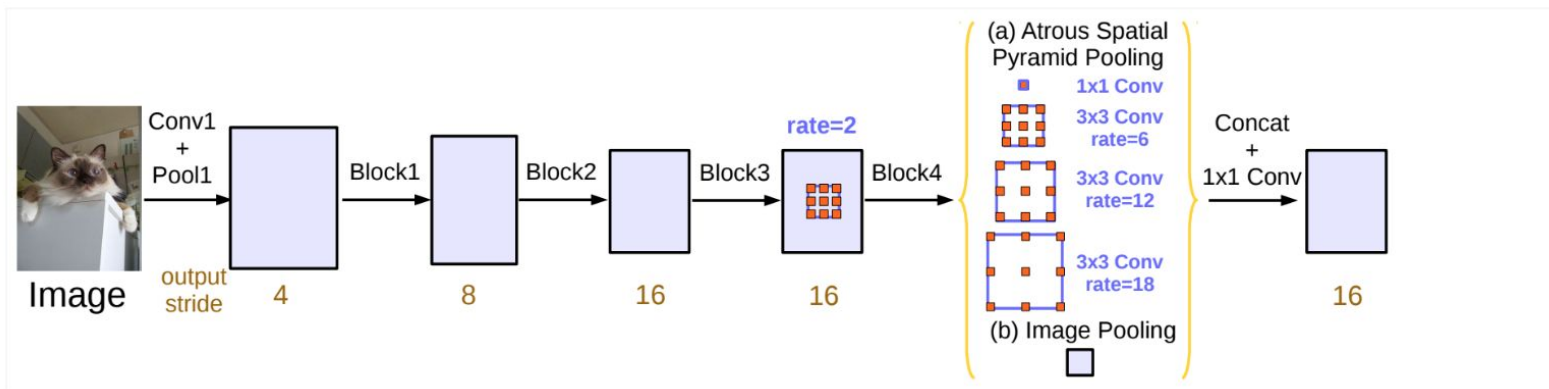 Image
Conv1
+
Pool1
output
stride
4
Block1
8
Block2
16
Block3
rate=2
16
Block4
(a) Atrous Spatial
Pyramid Pooling
1x1 Conv
3x3 Conv
rate=6
3x3 Conv
rate=12
3x3 Conv
rate=18
(b) Image Pooling
Concat
+
1x1 Conv
16